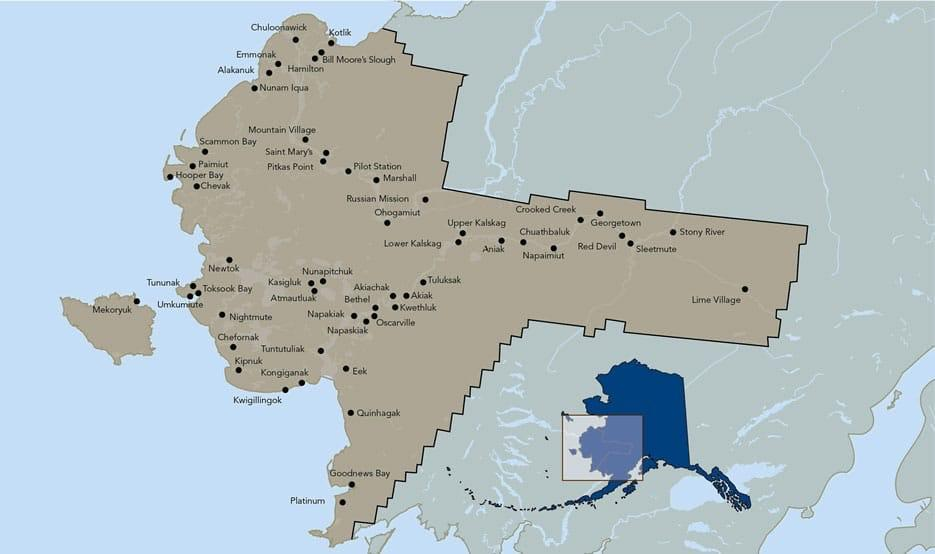 Chuloonawick
Kotlik
Emmonak
Bill Moore's Slough
Hamilton
Alakanuk
Nunam Iqua
Mountain Village
Scammon Bay
Saint Mary's
Paimiut
Pitkas Point
Pilot Station
Hooper Bay
Marshall
Chevak
Russian Mission
Ohogamiut
Crooked Creek
Georgetown
Upper Kalskag
Chuathbaluk
Stony River
Lower Kalskag
Aniak
Red Devil
Sleetmute
Napaimiut
Newtok
Nunapitchuk
Tununak
Kasigluk
Tuluksak
Toksook Bay
Akiachak
Atmautluak
Akiak
Bethel
Lime Village
Umkumiute
Mekoryuk
Kwethluk
Nightmute
Napakiak
Oscarville
Napaskiak
Chefornak
Tuntutuliak
Kipnuk
Eek
Kongiganak
Kwigillingok
Quinhagak
Goodnews Bay
Platinum